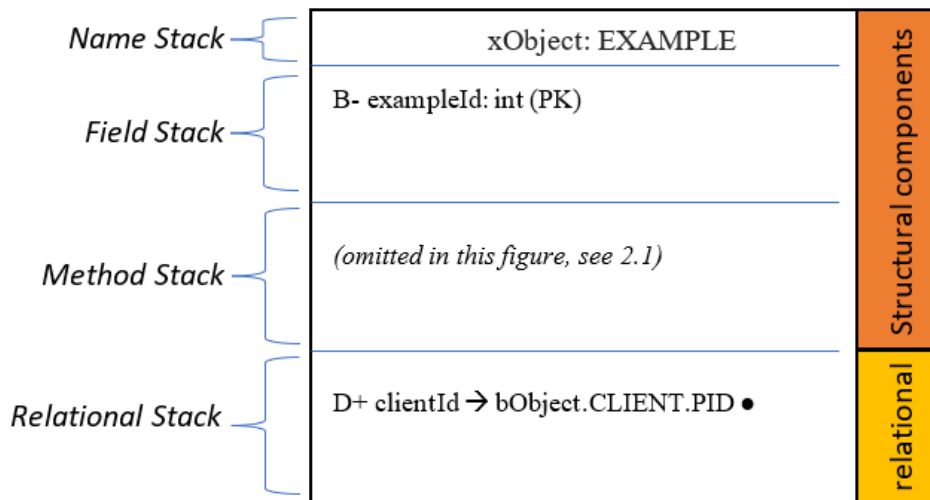 Name Stack
xObject: EXAMPLE
Field Stack
B- exampleId: int (PK)
Method Stack
(omitted in this figure, see 2.1)
Relational Stack
D+ clientId → bObject.CLIENT.PID ●
Structural components
relational